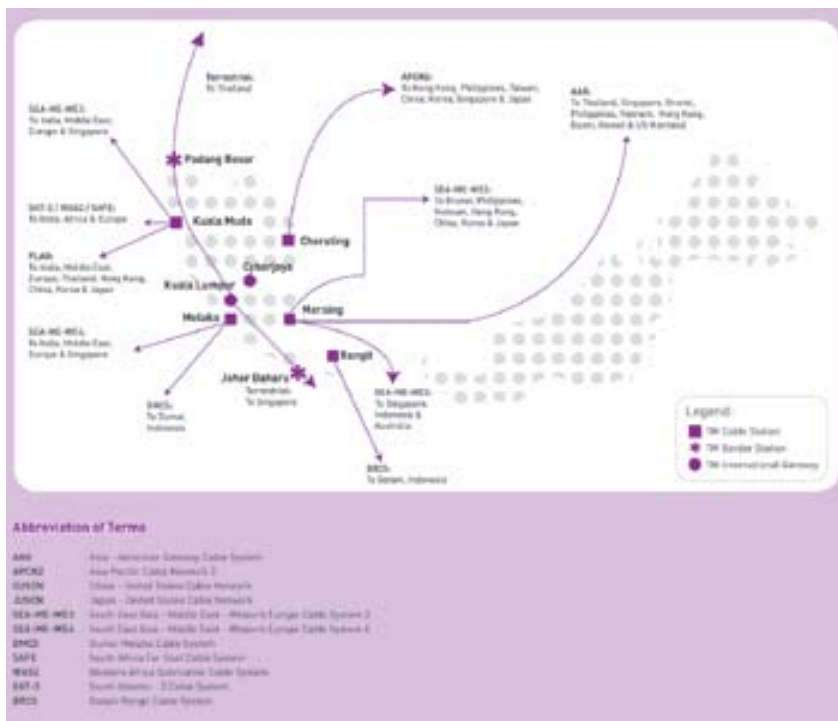 Terrestrial:
To Thailand
APCN2:
To Hong Kong, Philippines, Taiwan,
China, Korea, Singapore & Japan
AAG:
To Thailand, Singapore, Brunei,
Philippines, Vietnam, Hong Kong,
Guam, Hawaii & US Mainland
SEA-ME-WE3:
To India, Middle East,
Europe & Singapore
Padang Besar
SAT-3 / WASC / SAFE:
To India, Africa & Europe
Kuala Muda
SEA-ME-WE3:
To Brunei, Philippines,
Vietnam, Hong Kong,
China, Korea & Japan
Cherating
FLAG:
To India, Middle East,
Europe, Thailand, Hong Kong,
China, Korea & Japan
Cyberjaya
Kuala Lumpur
Melaka
Mersing
SEA-ME-WE4:
To India, Middle East,
Europe & Singapore
Rengit
Johor Baharu
Terrestrial:
To Singapore
DMCS:
To Dumai,
Indonesia
SEA-ME-WE3:
To Singapore,
Indonesia &
Australia
BRCS:
To Batam, Indonesia
Legend:
TM Cable Station
TM Border Station
TM International Gateway
Abbreviation of Terms
AAG Asia - American Gateway Cable System
APCN2 Asia Pacific Cable Network 2
CUSCN China - United States Cable Network
JUSCN Japan - United States Cable Network
SEA-ME-WE3 South East Asia - Middle East - Western Europe Cable System 3
SEA-ME-WE4 South East Asia - Middle East - Western Europe Cable System 4
DMCS Dumai Melaka Cable System
SAFE South Africa Far East Cable System
WASC Western Africa Submarine Cable System
SAT-3 South Atlantic - 3 Cable System
BRCS Batam Rengit Cable System